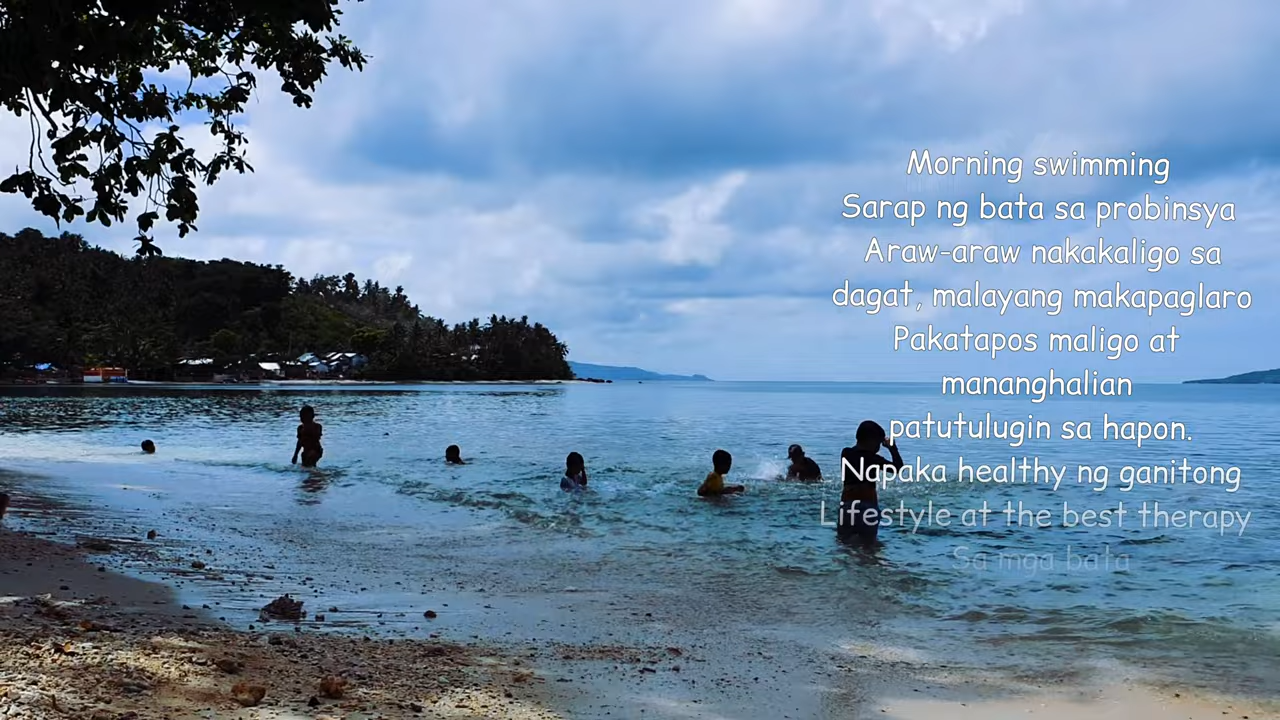 Morning swimming
Sarap ng bata sa probinsya
Araw-araw nakakaligo sa
dagat, malayang makapaglaro
Pakatapos maligo at
mananghalian
patutulugin sa hapon.
Napaka healthy ng ganitong
Lifestyle at the best therapy
Sa mga bata